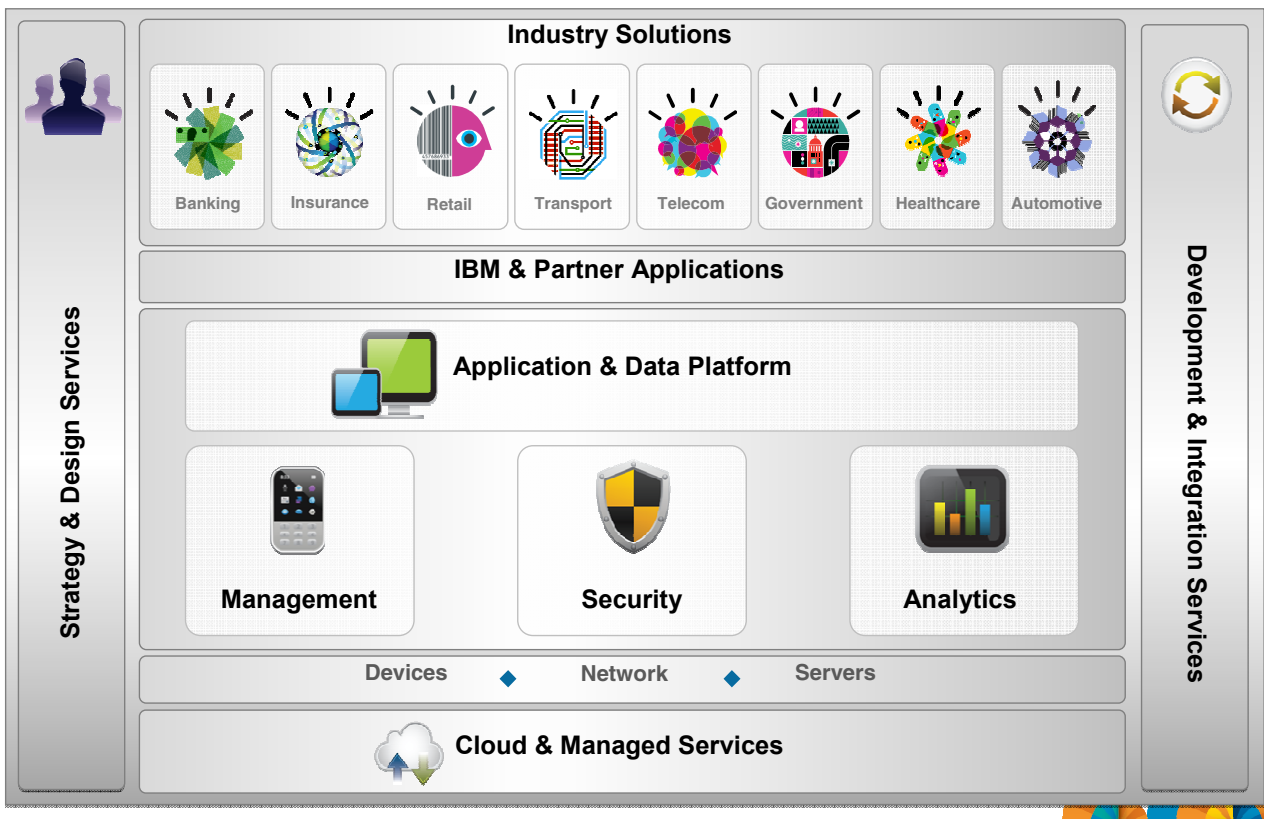 Industry Solutions
Banking
Insurance
Retail
Transport
Telecom
Government
Healthcare
Automotive
IBM & Partner Applications
Application & Data Platform
Management
Security
Analytics
Devices ◆ Network ◆ Servers
Cloud & Managed Services
Strategy & Design Services
Development & Integration Services